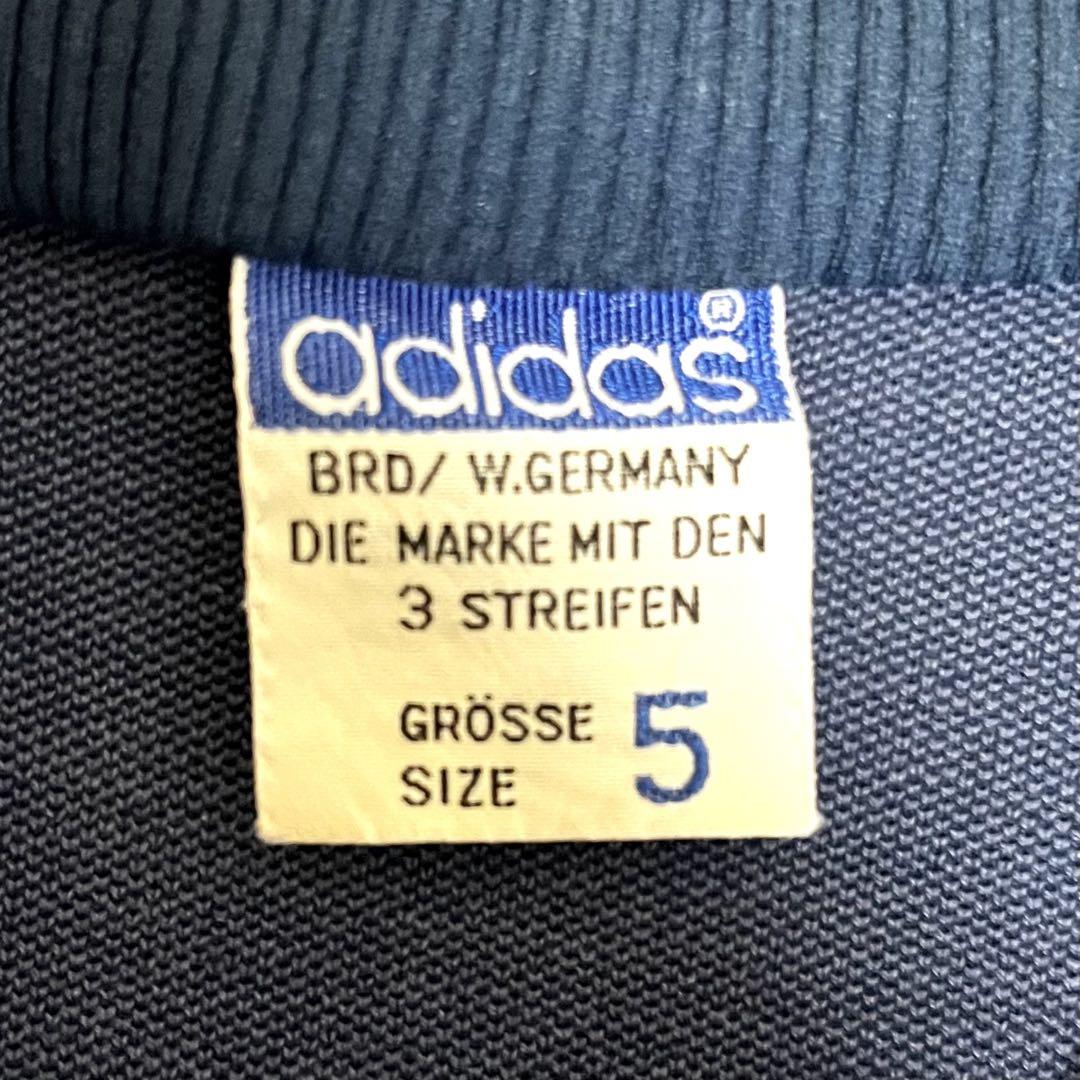 adidas®
BRD/ W.GERMANY
DIE MARKE MIT DEN
3 STREIFEN
GRÖSSE 5
SIZE